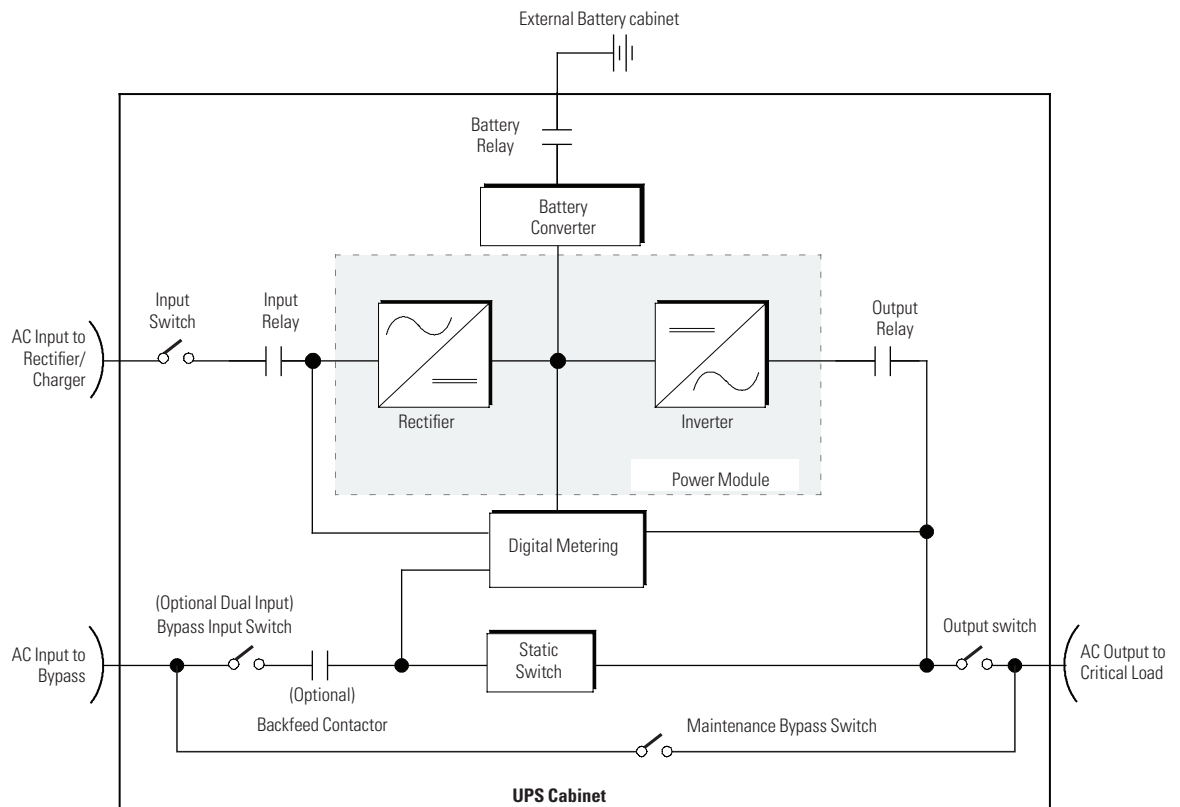 External Battery cabinet
Battery
Relay
Battery
Converter
Input
Switch
Input
Relay
Output
Relay
AC Input to
Rectifier/
Charger
Rectifier
Inverter
Power Module
Digital Metering
(Optional Dual Input)
Bypass Input Switch
Output switch
AC Input to
Bypass
Static
Switch
AC Output to
Critical Load
(Optional)
Backfeed Contactor
Maintenance Bypass Switch
UPS Cabinet